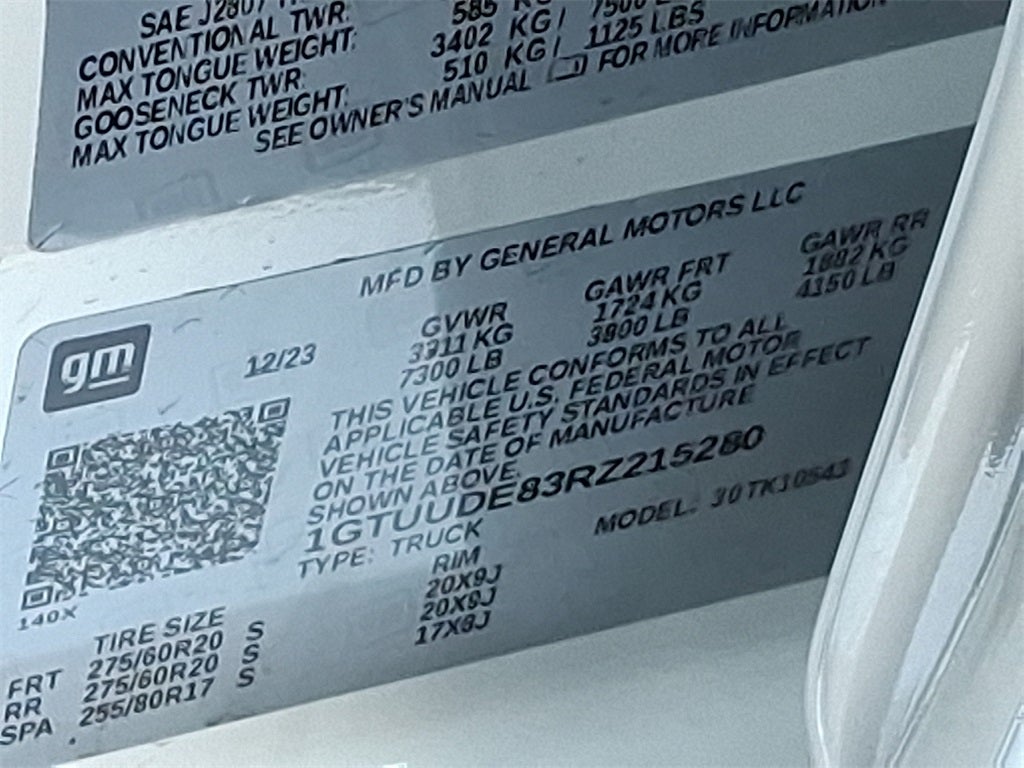 SAE J2807
CONVENTIONAL TWR:
MAX TONGUE WEIGHT: 585
GOOSENECK TWR: 3402 KG / 7500
MAX TONGUE WEIGHT: 510 KG / 1125 LBS
SEE OWNER'S MANUAL FOR MORE INFORMATION
MFD BY GENERAL MOTORS LLC
gm
12/23
GVWR GAWR FRT GAWR RR
3311 KG 1724 KG 1882 KG
7300 LB 3800 LB 4150 LB
THIS VEHICLE CONFORMS TO ALL
APPLICABLE U.S. FEDERAL MOTOR
VEHICLE SAFETY STANDARDS IN EFFECT
ON THE DATE OF MANUFACTURE
SHOWN ABOVE.
1GTUUDE83RZ215280
TYPE: TRUCK MODEL: 30 TK10543
140X
TIRE SIZE RIM
FRT 275/60R20 S 20X9J
RR 275/60R20 S 20X9J
SPA 255/80R17 S 17X8J